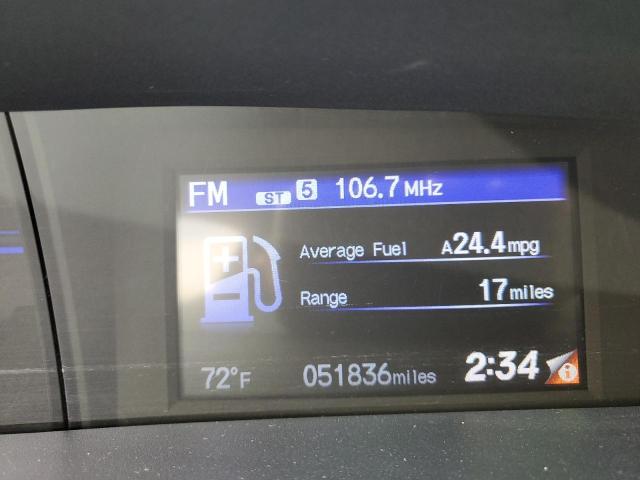 FM ST 5 106.7 MHz
Average Fuel A24.4mpg
Range 17miles
72°F 051836miles 2:34 i